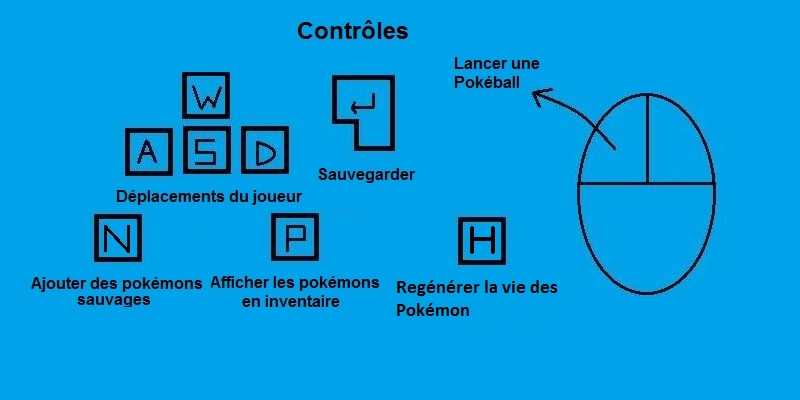 Contrôles
Lancer une
Pokéball
W
A S D
Sauvegarder
Déplacements du joueur
N
P
H
Ajouter des pokémons
sauvages
Afficher les pokémons
en inventaire
Regénérer la vie des
Pokémon